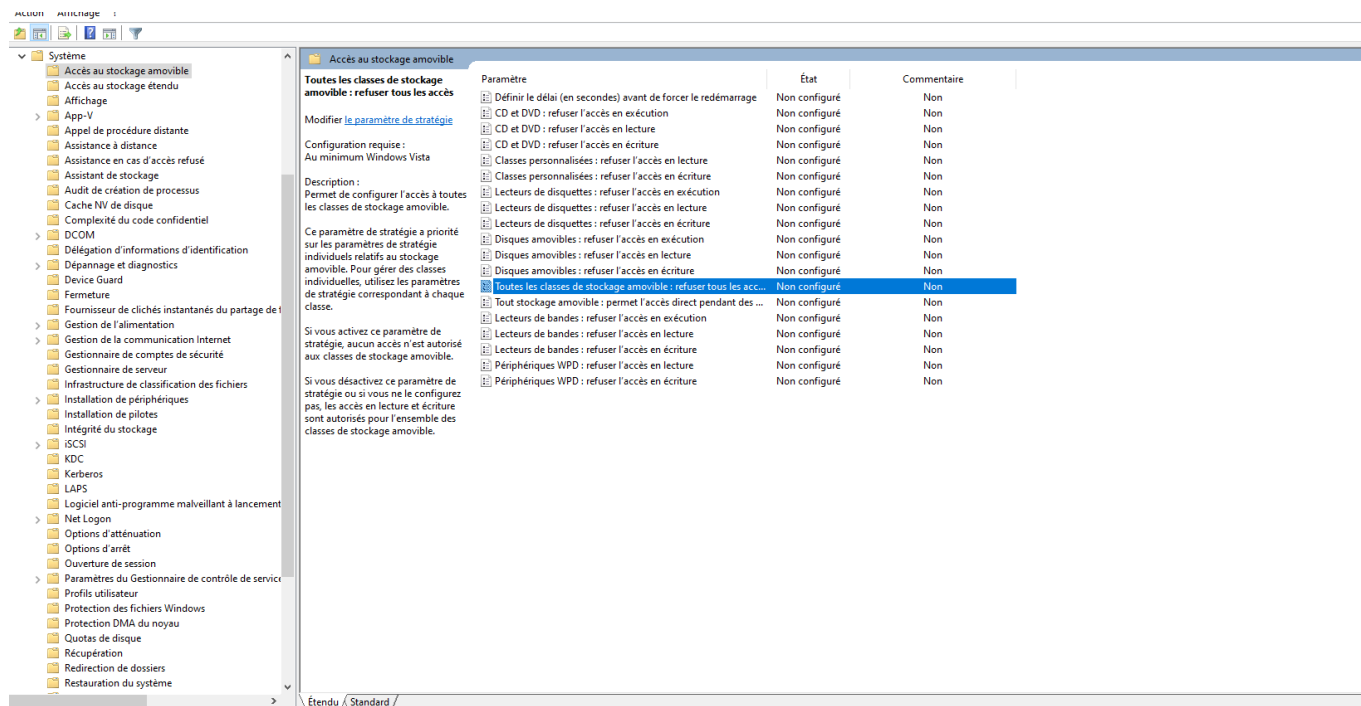 Action Affichage ?
Système
Accès au stockage amovible
Accès au stockage étendu
Affichage
App-V
Appel de procédure distante
Assistance à distance
Assistance en cas d'accès refusé
Assistant de stockage
Audit de création de processus
Cache NV de disque
Complexité du code confidentiel
DCOM
Délégation d'informations d'identification
Dépannage et diagnostics
Device Guard
Fermeture
Fournisseur de clichés instantanés du partage de f
Gestion de l'alimentation
Gestion de la communication Internet
Gestionnaire de comptes de sécurité
Gestionnaire de serveur
Infrastructure de classification des fichiers
Installation de périphériques
Installation de pilotes
Intégrité du stockage
iSCSI
KDC
Kerberos
LAPS
Logiciel anti-programme malveillant à lancement
Net Logon
Options d'atténuation
Options d'arrêt
Ouverture de session
Paramètres du Gestionnaire de contrôle de service
Profils utilisateur
Protection des fichiers Windows
Protection DMA du noyau
Quotas de disque
Récupération
Redirection de dossiers
Restauration du système
Accès au stockage amovible
Toutes les classes de stockage
amovible : refuser tous les accès
Modifier le paramètre de stratégie
Configuration requise :
Au minimum Windows Vista
Description :
Permet de configurer l'accès à toutes
les classes de stockage amovible.
Ce paramètre de stratégie a priorité
sur les paramètres de stratégie
individuels relatifs au stockage
amovible. Pour gérer des classes
individuelles, utilisez les paramètres
de stratégie correspondant à chaque
classe.
Si vous activez ce paramètre de
stratégie, aucun accès n'est autorisé
aux classes de stockage amovible.
Si vous désactivez ce paramètre de
stratégie ou si vous ne le configurez
pas, les accès en lecture et écriture
sont autorisés pour l'ensemble des
classes de stockage amovible.
Paramètre État Commentaire
Définir le délai (en secondes) avant de forcer le redémarrage Non configuré Non
CD et DVD : refuser l'accès en exécution Non configuré Non
CD et DVD : refuser l'accès en lecture Non configuré Non
CD et DVD : refuser l'accès en écriture Non configuré Non
Classes personnalisées : refuser l'accès en lecture Non configuré Non
Classes personnalisées : refuser l'accès en écriture Non configuré Non
Lecteurs de disquettes : refuser l'accès en exécution Non configuré Non
Lecteurs de disquettes : refuser l'accès en lecture Non configuré Non
Lecteurs de disquettes : refuser l'accès en écriture Non configuré Non
Disques amovibles : refuser l'accès en exécution Non configuré Non
Disques amovibles : refuser l'accès en lecture Non configuré Non
Disques amovibles : refuser l'accès en écriture Non configuré Non
Toutes les classes de stockage amovible : refuser tous les acc... Non configuré Non
Tout stockage amovible : permet l'accès direct pendant des ... Non configuré Non
Lecteurs de bandes : refuser l'accès en exécution Non configuré Non
Lecteurs de bandes : refuser l'accès en lecture Non configuré Non
Lecteurs de bandes : refuser l'accès en écriture Non configuré Non
Périphériques WPD : refuser l'accès en lecture Non configuré Non
Périphériques WPD : refuser l'accès en écriture Non configuré Non
Étendu Standard